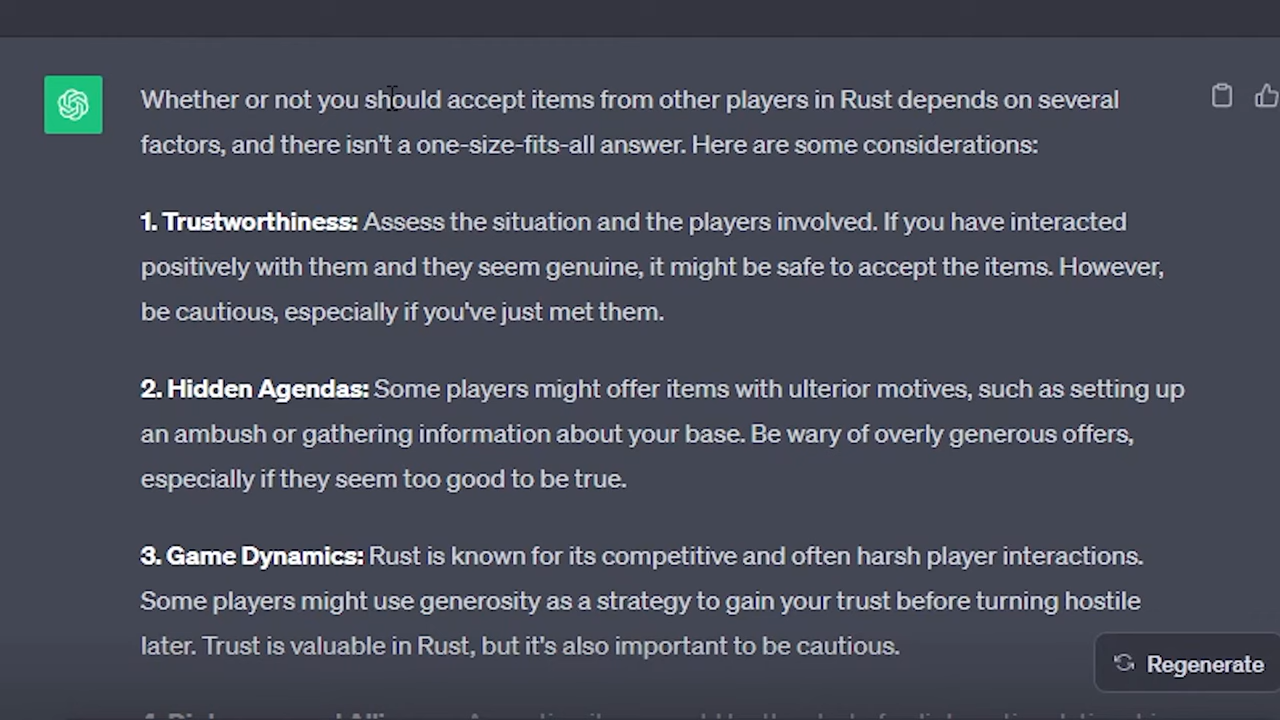 Whether or not you should accept items from other players in Rust depends on several
factors, and there isn't a one-size-fits-all answer. Here are some considerations:
1. Trustworthiness: Assess the situation and the players involved. If you have interacted
positively with them and they seem genuine, it might be safe to accept the items. However,
be cautious, especially if you've just met them.
2. Hidden Agendas: Some players might offer items with ulterior motives, such as setting up
an ambush or gathering information about your base. Be wary of overly generous offers,
especially if they seem too good to be true.
3. Game Dynamics: Rust is known for its competitive and often harsh player interactions.
Some players might use generosity as a strategy to gain your trust before turning hostile
later. Trust is valuable in Rust, but it's also important to be cautious.
Regenerate